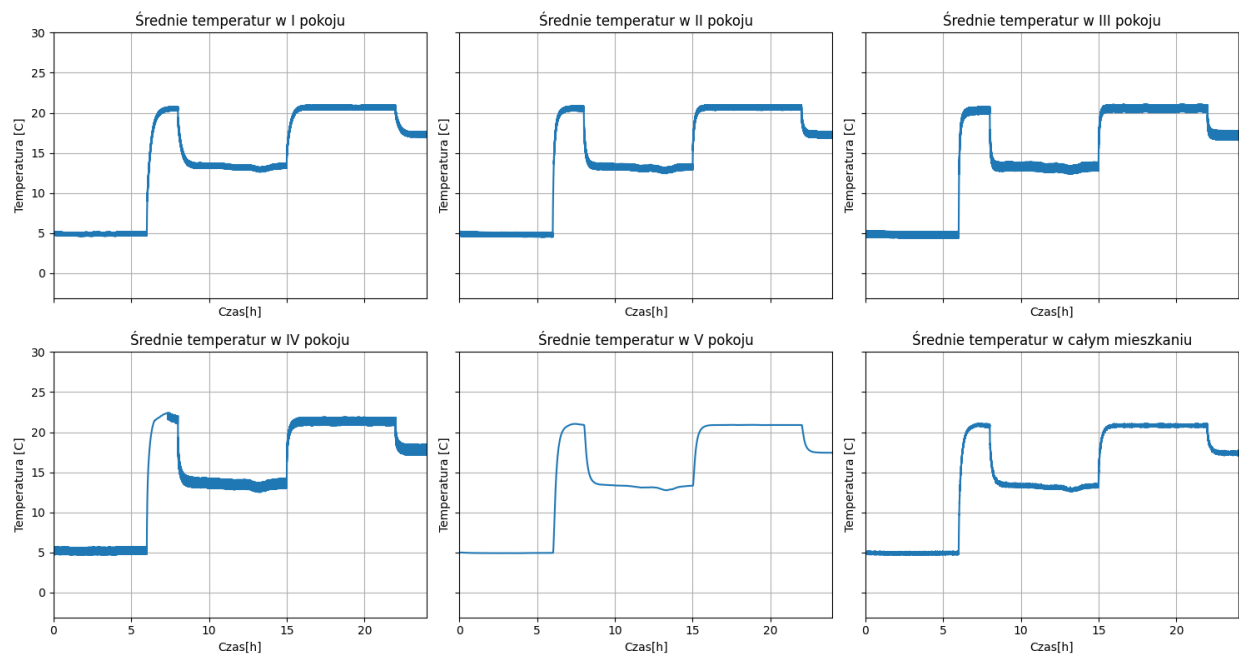 Średnie temperatur w I pokoju
Średnie temperatur w II pokoju
Średnie temperatur w III pokoju
30
25
20
15
10
5
0
Temperatura [C]
Temperatura [C]
Temperatura [C]
Czas[h]
Czas[h]
Czas[h]
Średnie temperatur w IV pokoju
Średnie temperatur w V pokoju
Średnie temperatur w całym mieszkaniu
30
25
20
15
10
5
0
Temperatura [C]
Temperatura [C]
Temperatura [C]
0 5 10 15 20
0 5 10 15 20
0 5 10 15 20
Czas[h]
Czas[h]
Czas[h]